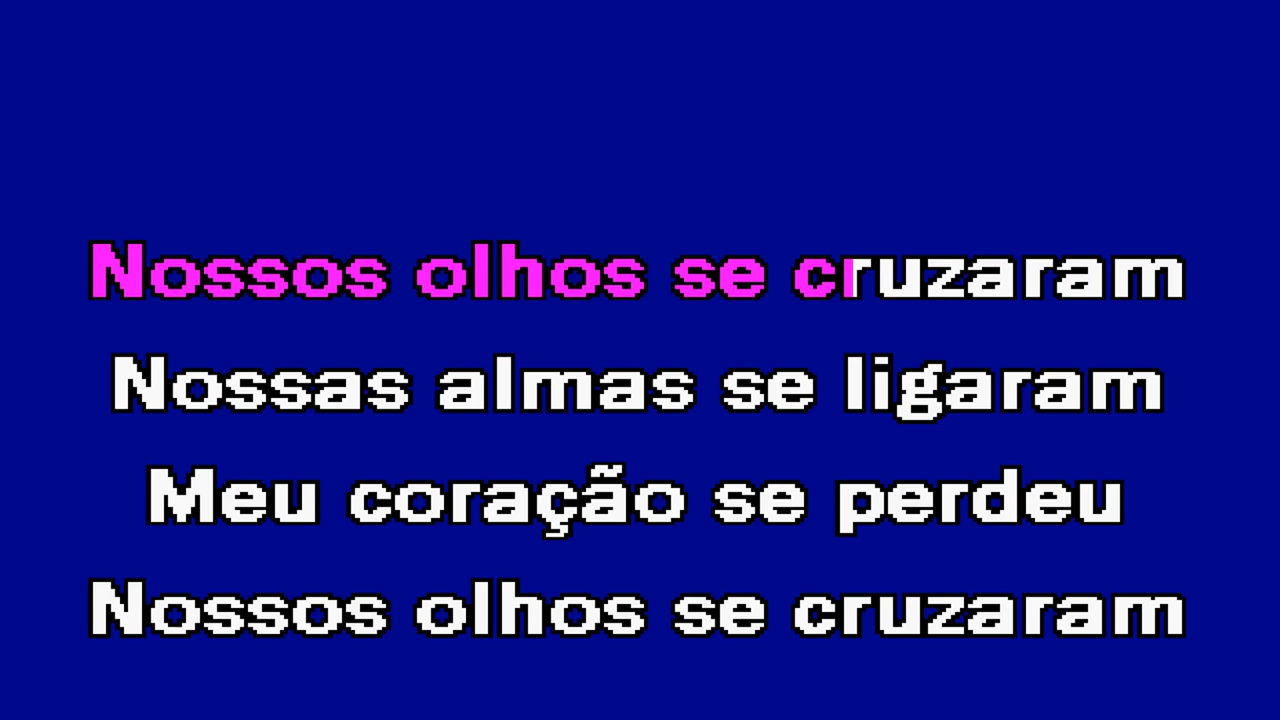 Nossos olhos se cruzaram
Nossas almas se ligaram
Meu coração se perdeu
Nossos olhos se cruzaram